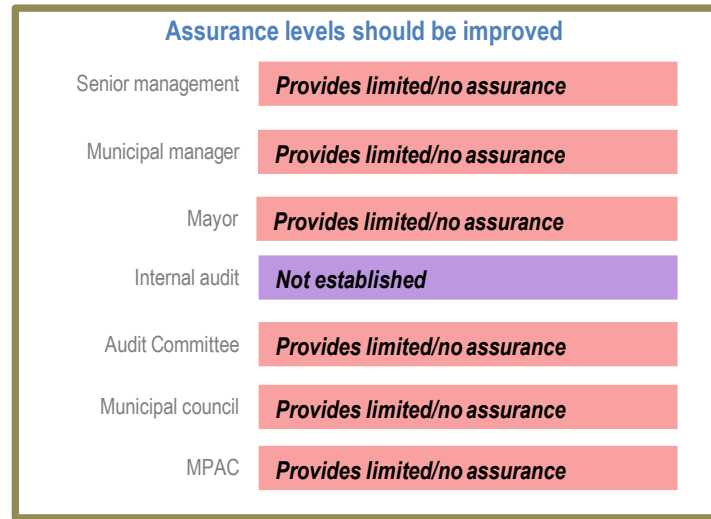 Assurance levels should be improved
Senior management Provides limited/no assurance
Municipal manager Provides limited/no assurance
Mayor Provides limited/no assurance
Internal audit Not established
Audit Committee Provides limited/no assurance
Municipal council Provides limited/no assurance
MPAC Provides limited/no assurance